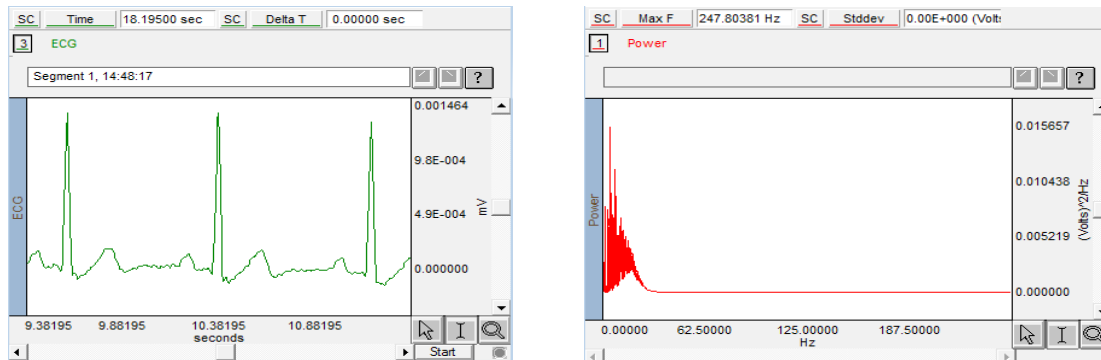 SC Time 18.19500 sec SC Delta T 0.00000 sec
3 ECG
Segment 1, 14:48:17
?
ECG
0.001464
9.8E-004
4.9E-004
0.000000
mV
9.38195 9.88195 10.38195 10.88195
seconds
Start
SC Max F 247.80381 Hz SC Stddev 0.00E+000 (Volts
1 Power
?
Power
0.015657
0.010438
0.005219
0.000000
(Volts)^2/Hz
0.00000 62.50000 125.00000 187.50000
Hz